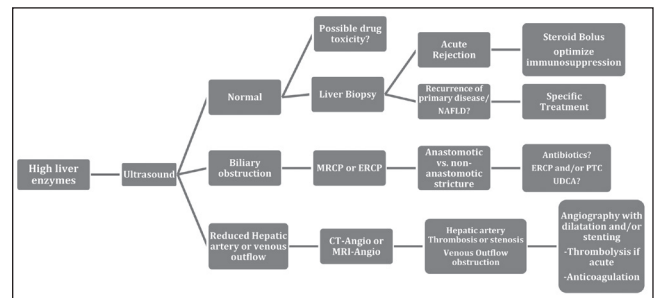 High liver
enzymes
Ultrasound
Normal
Possible drug
toxicity?
Liver Biopsy
Acute
Rejection
Steroid Bolus
optimize
immunosuppression
Recurrence of
primary disease/
NAFLD?
Specific
Treatment
Biliary
obstruction
MRCP or ERCP
Anastomotic
vs. non-
anastomotic
stricture
Antibiotics?
ERCP and/or PTC
UDCA?
Reduced Hepatic
artery or venous
outflow
CT-Angio or
MRI-Angio
Hepatic artery
Thrombosis or stenosis
Venous Outflow
obstruction
Angiography with
dilatation and/or
stenting
-Thrombolysis if
acute
-Anticoagulation